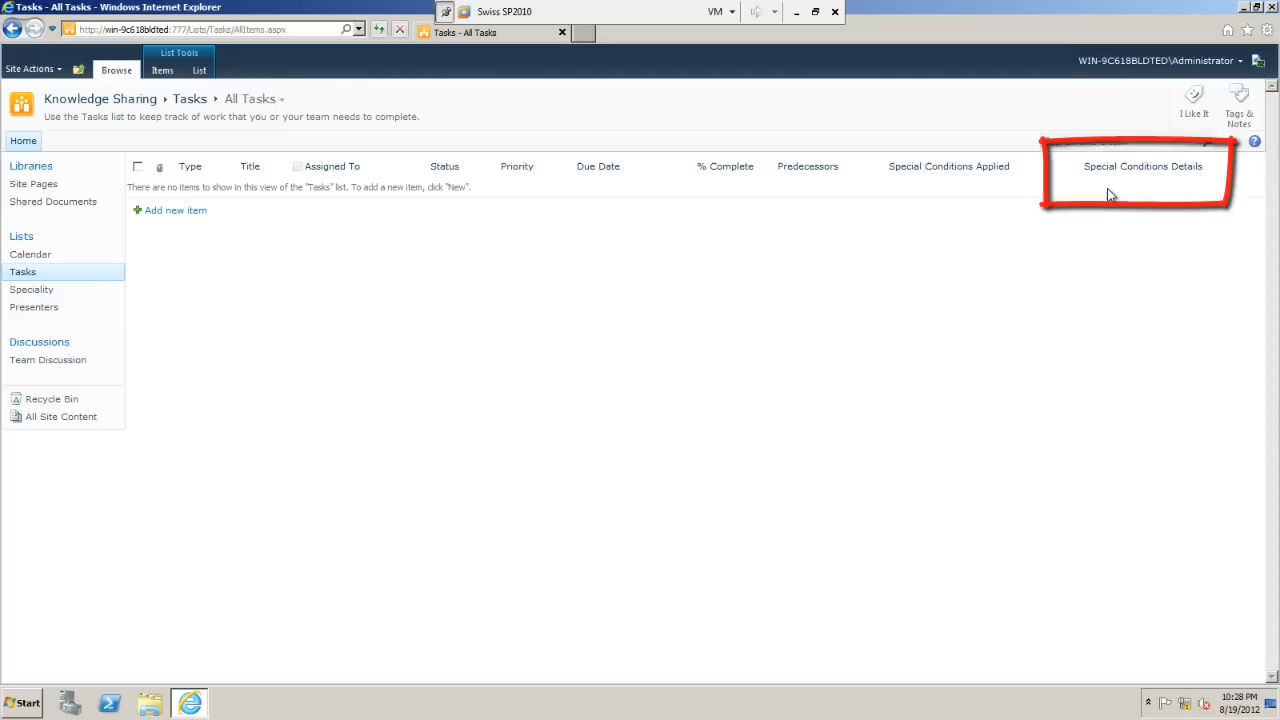 Tasks - All Tasks - Windows Internet Explorer
Swiss SP2010
VM
http://win-9c618bldted:777/Lists/Tasks/AllItems.aspx
Tasks - All Tasks
List Tools
Site Actions
Browse
Items
List
WIN-9C618BLDTED\Administrator
Knowledge Sharing
Tasks
All Tasks
I Like It
Tags &
Notes
Use the Tasks list to keep track of work that you or your team needs to complete.
Home
Libraries
Site Pages
Shared Documents
Lists
Calendar
Tasks
Speciality
Presenters
Discussions
Team Discussion
Recycle Bin
All Site Content
Type Title Assigned To Status Priority Due Date % Complete Predecessors Special Conditions Applied Special Conditions Details
There are no items to show in this view of the "Tasks" list. To add a new item, click "New".
Add new item
Start
10:28 PM
8/19/2012